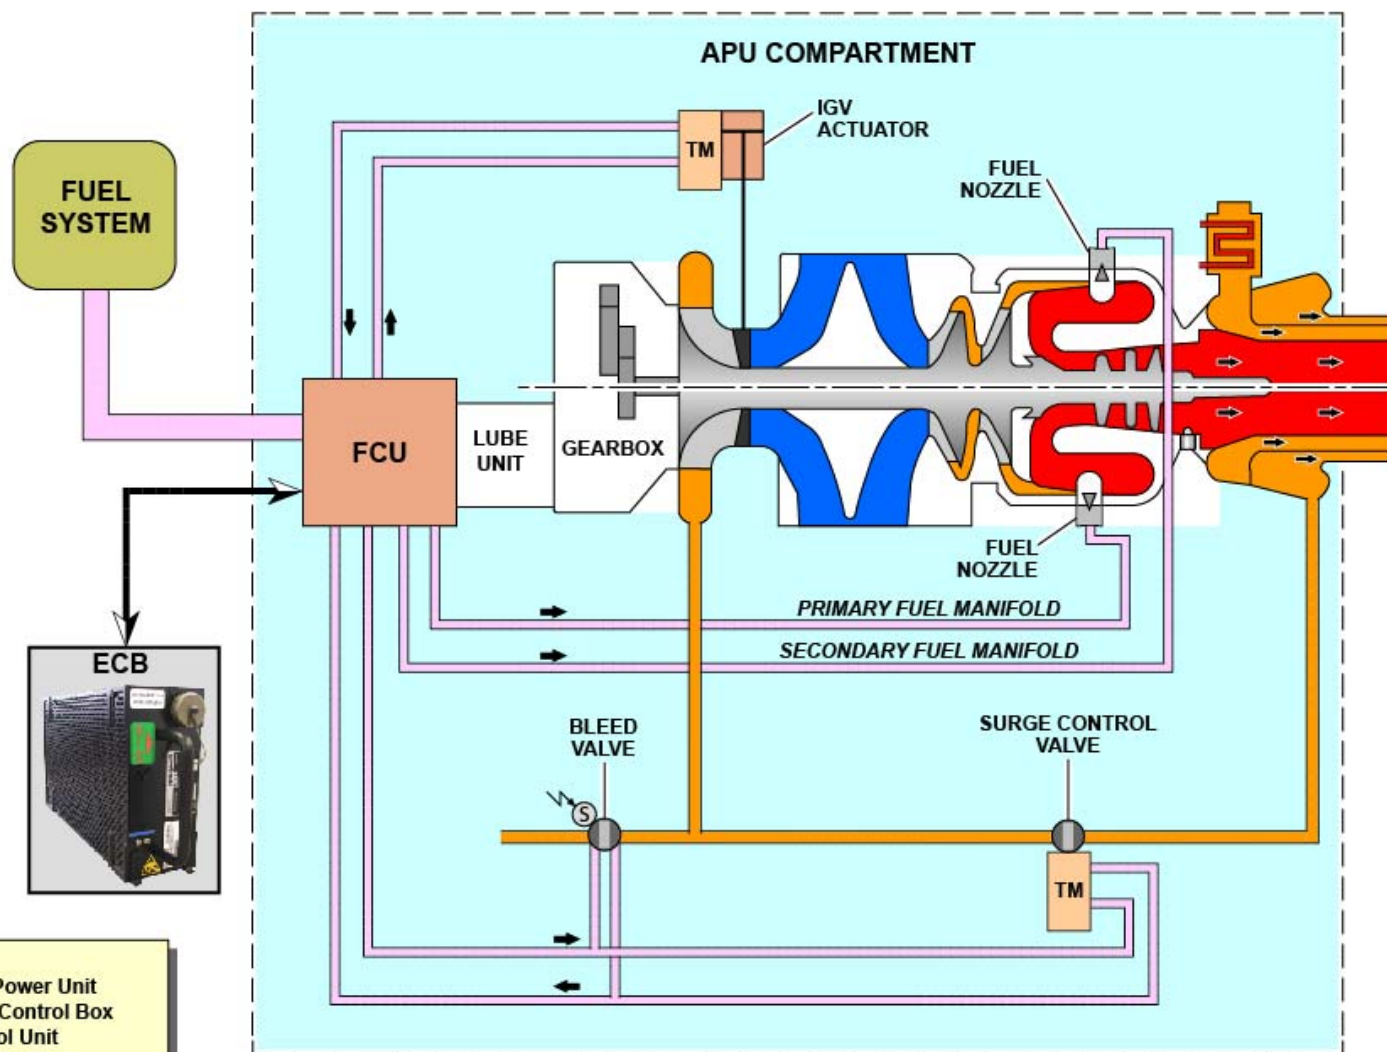 APU COMPARTMENT
IGV
ACTUATOR
TM
FUEL
NOZZLE
FUEL
SYSTEM
FCU
LUBE
UNIT
GEARBOX
FUEL
NOZZLE
PRIMARY FUEL MANIFOLD
SECONDARY FUEL MANIFOLD
ECB
BLEED
VALVE
SURGE CONTROL
VALVE
S
TM
Power Unit
Control Box
ol Unit